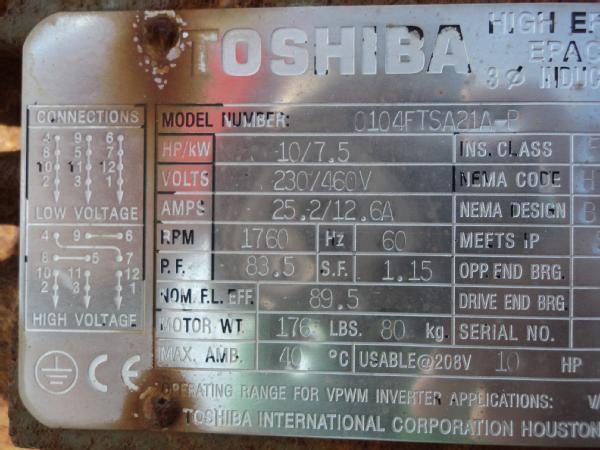 TOSHIBA
HIGH EF
EPAC
3 Ø INDUC
CONNECTIONS
4 9 6
8 5 7
10 11 12
2 3 1
LOW VOLTAGE
4 9 6
8 5 7
10 11 12
2 3 1
HIGH VOLTAGE
CE
MODEL NUMBER: 0104FTSA21A-P
HP/kW 10/7.5 INS. CLASS F
VOLTS 230/460V NEMA CODE H
AMPS 25.2/12.6A NEMA DESIGN B
RPM 1760 Hz 60 MEETS IP
P.F. 83.5 S.F. 1.15 OPP END BRG.
NOM.F.L.EFF. 89.5 DRIVE END BRG
MOTOR WT. 176 LBS. 80 kg. SERIAL NO.
MAX. AMB. 40 °C USABLE@208V 10 HP
OPERATING RANGE FOR VPWM INVERTER APPLICATIONS: V/
TOSHIBA INTERNATIONAL CORPORATION HOUSTON